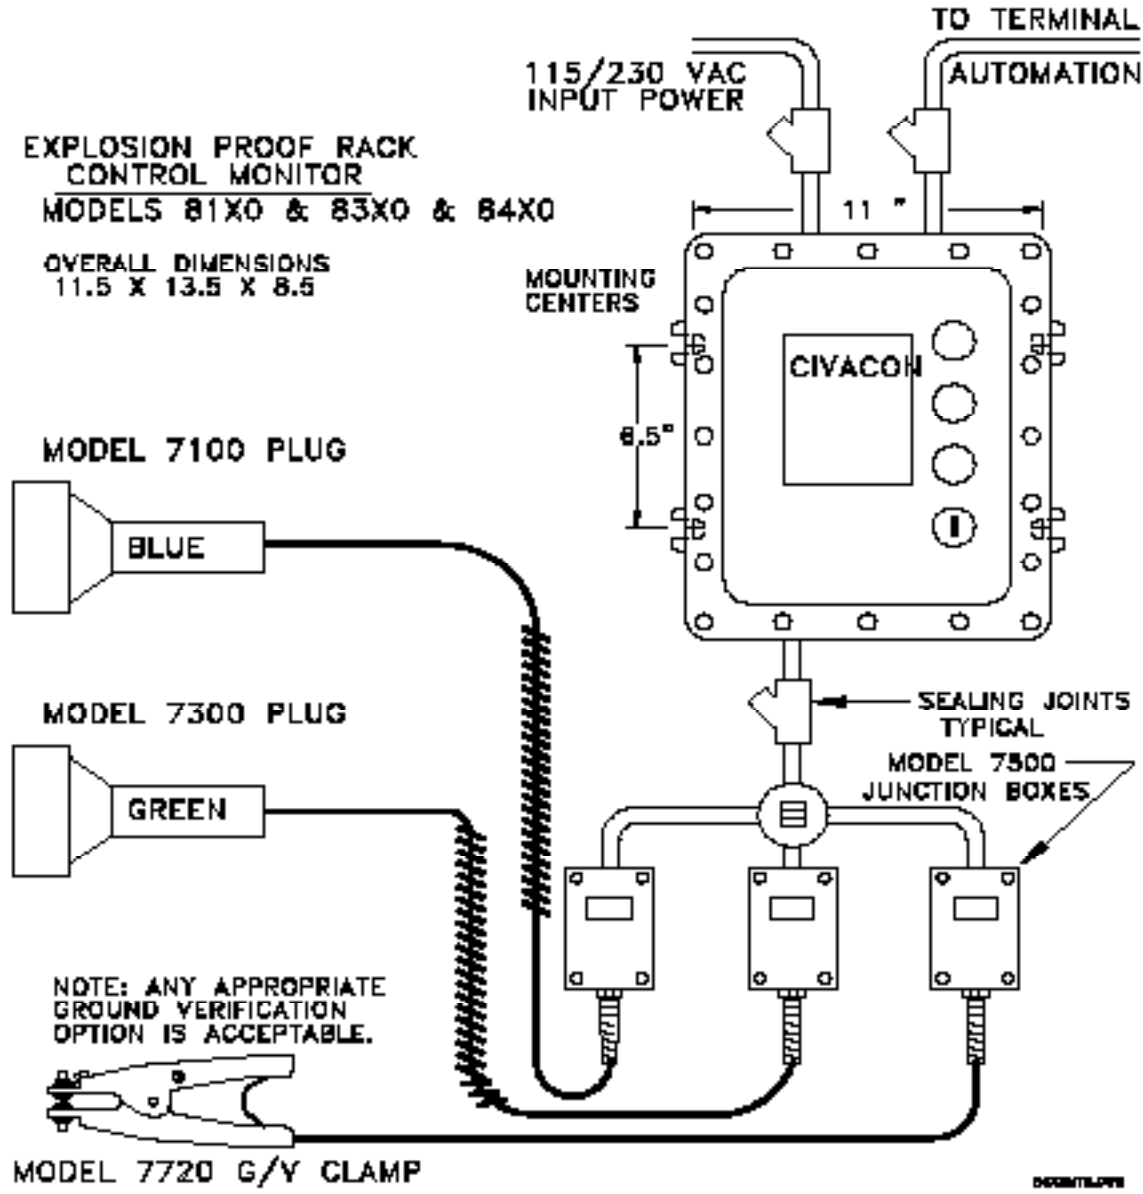 TO TERMINAL
AUTOMATION
115/230 VAC
INPUT POWER
EXPLOSION PROOF RACK
CONTROL MONITOR
MODELS 81X0 & 83X0 & 84X0
OVERALL DIMENSIONS
11.5 X 13.5 X 8.5
11 "
MOUNTING
CENTERS
CIVACON
6.5"
MODEL 7100 PLUG
BLUE
MODEL 7300 PLUG
GREEN
SEALING JOINTS
TYPICAL
MODEL 7500
JUNCTION BOXES
NOTE: ANY APPROPRIATE
GROUND VERIFICATION
OPTION IS ACCEPTABLE.
MODEL 7720 G/Y CLAMP